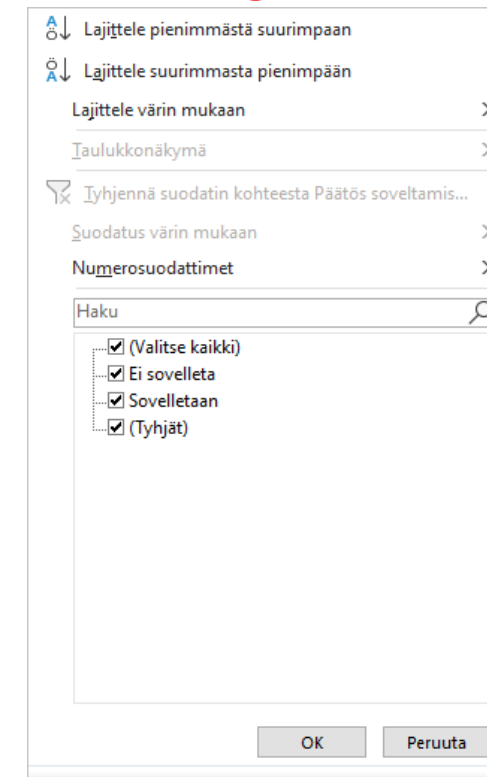 Lajittele pienimmästä suurimpaan
Lajittele suurimmasta pienimpään
Lajittele värin mukaan
Taulukkonäkymä
Tyhjennä suodatin kohteesta Päätös soveltamis...
Suodatus värin mukaan
Numerosuodattimet
Haku
(Valitse kaikki)
Ei sovelleta
Sovelletaan
(Tyhjät)
OK Peruuta